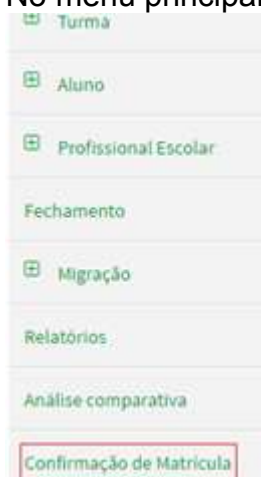 No menu principal
Turma
Aluno
Profissional Escolar
Fechamento
Migração
Relatórios
Análise comparativa
Confirmação de Matrícula